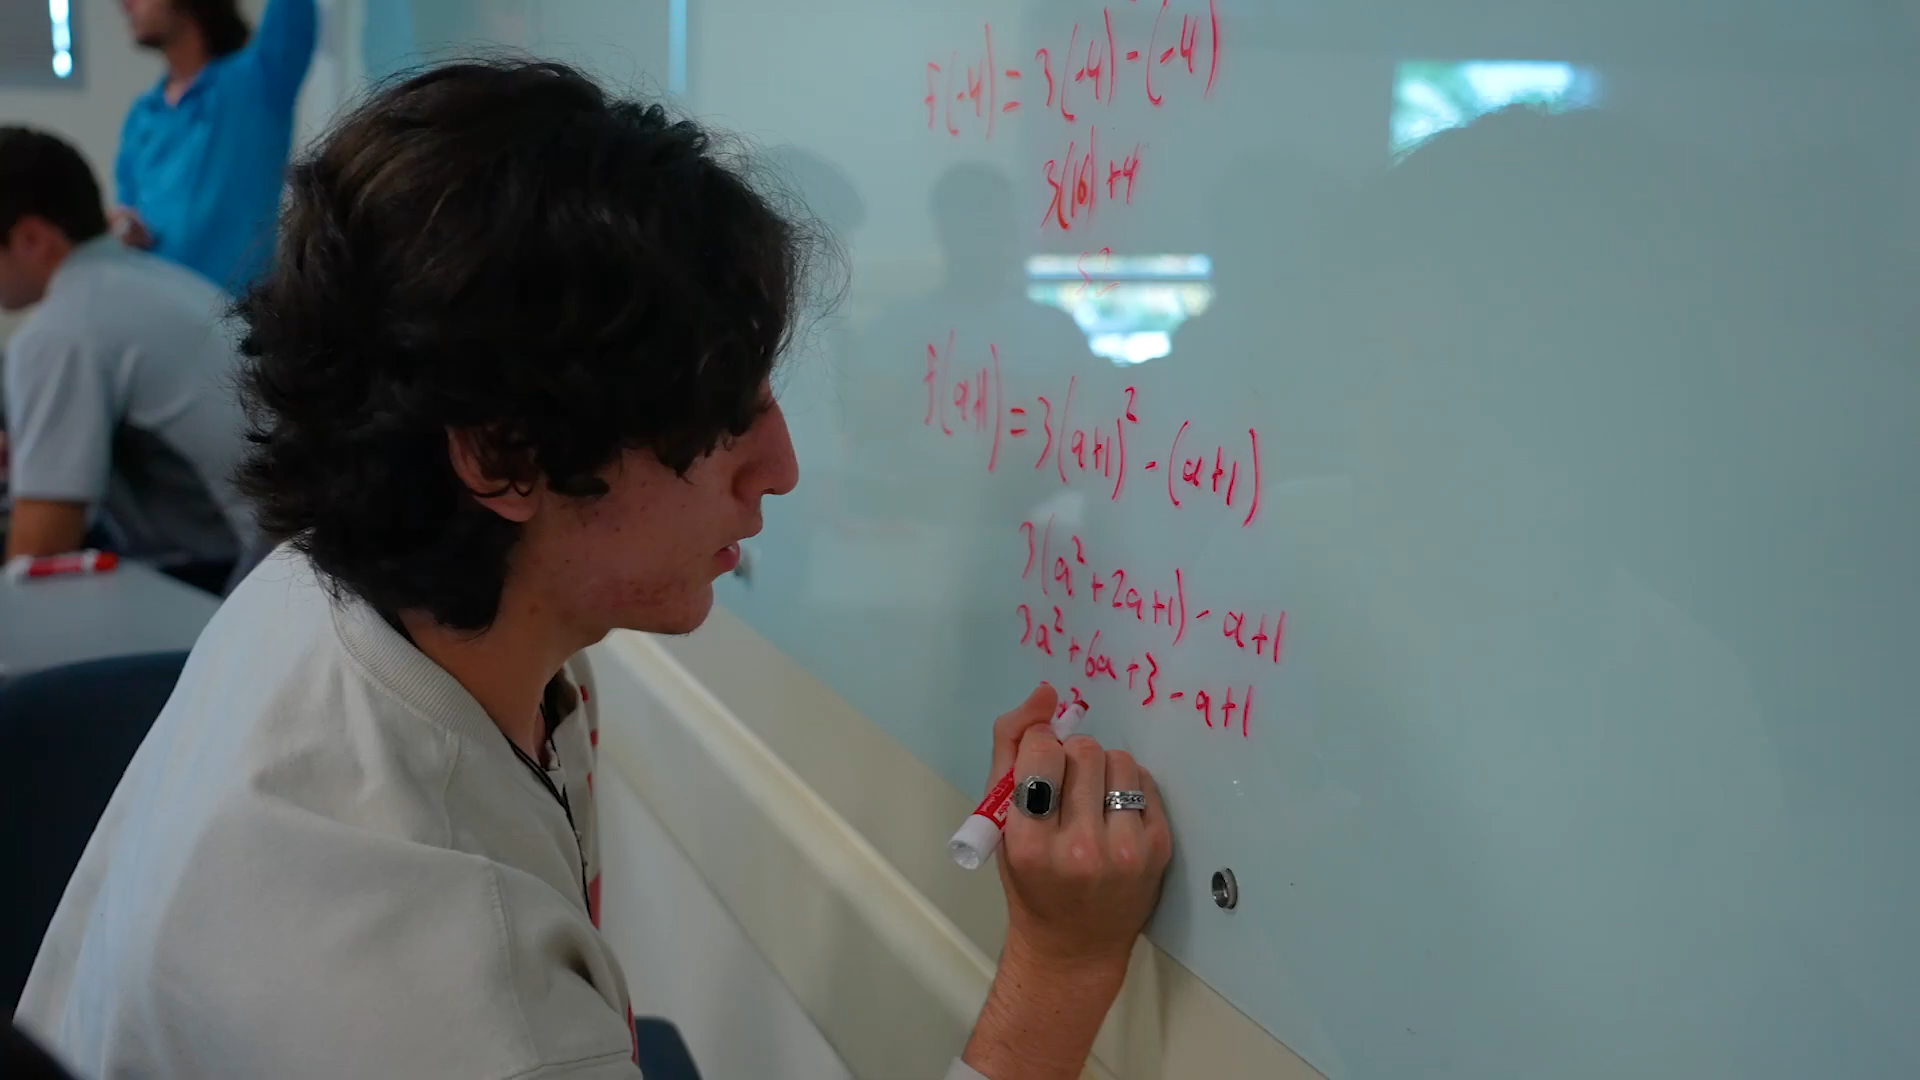 f(-4) = 3(-4) - (-4)
3(16) + 4
52
f(a+1) = 3(a+1)² - (a+1)
3(a² + 2a + 1) - a + 1
3a² + 6a + 3 - a + 1